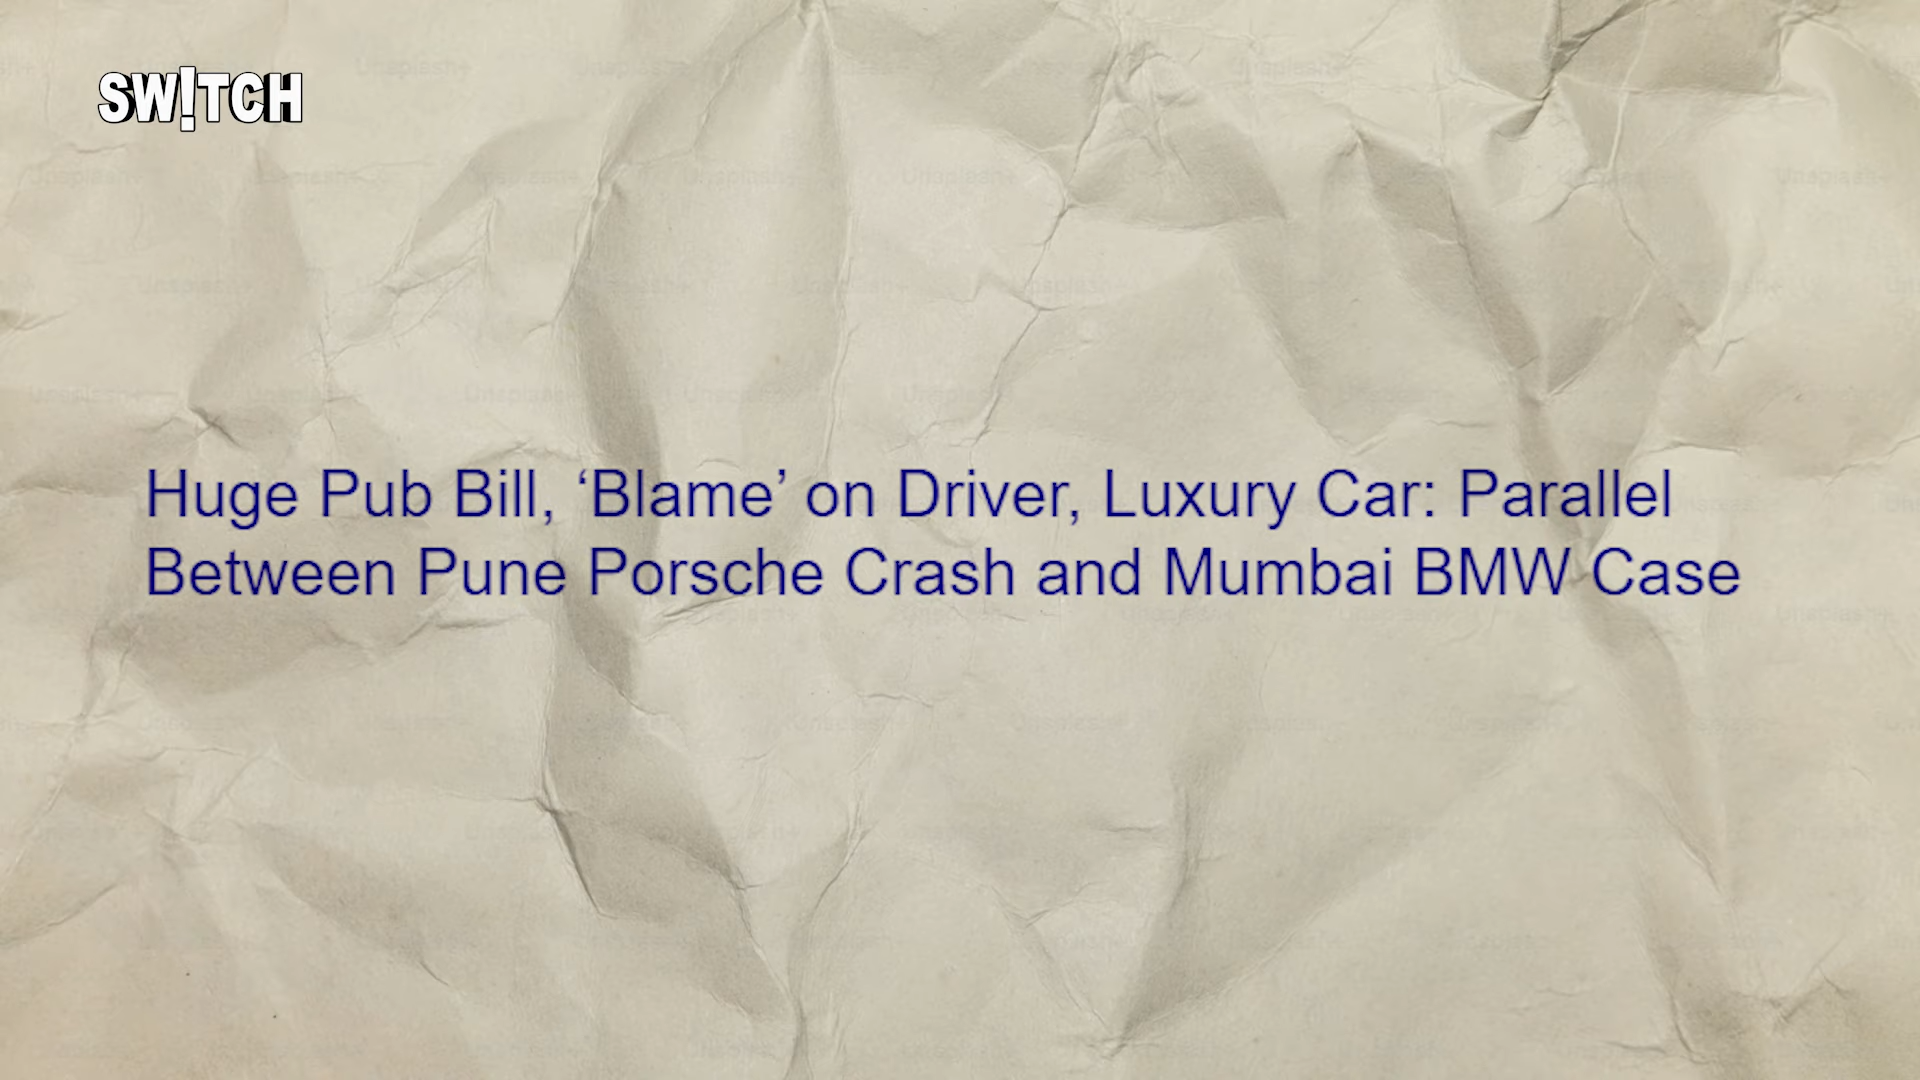 SW!TCH
Huge Pub Bill, ‘Blame’ on Driver, Luxury Car: Parallel
Between Pune Porsche Crash and Mumbai BMW Case